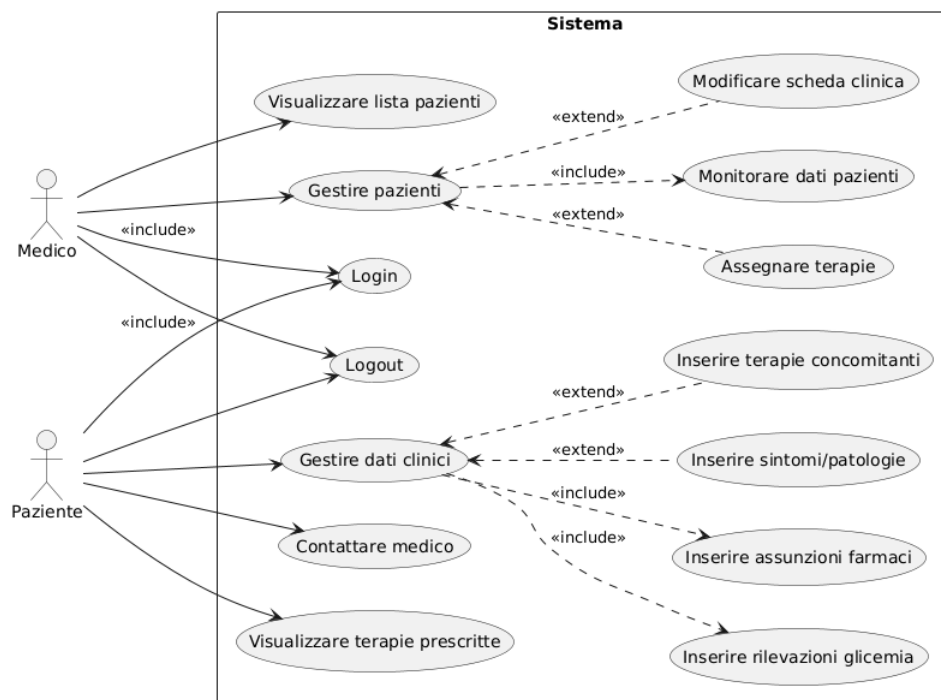 Sistema
Modificare scheda clinica
Visualizzare lista pazienti
«extend»
Monitorare dati pazienti
«include»
Gestire pazienti
«extend»
Medico
«include»
Assegnare terapie
Login
«include»
Inserire terapie concomitanti
Logout
«extend»
«extend»
Inserire sintomi/patologie
Gestire dati clinici
«include»
Paziente
«include»
Contattare medico
Inserire assunzioni farmaci
Visualizzare terapie prescritte
Inserire rilevazioni glicemia